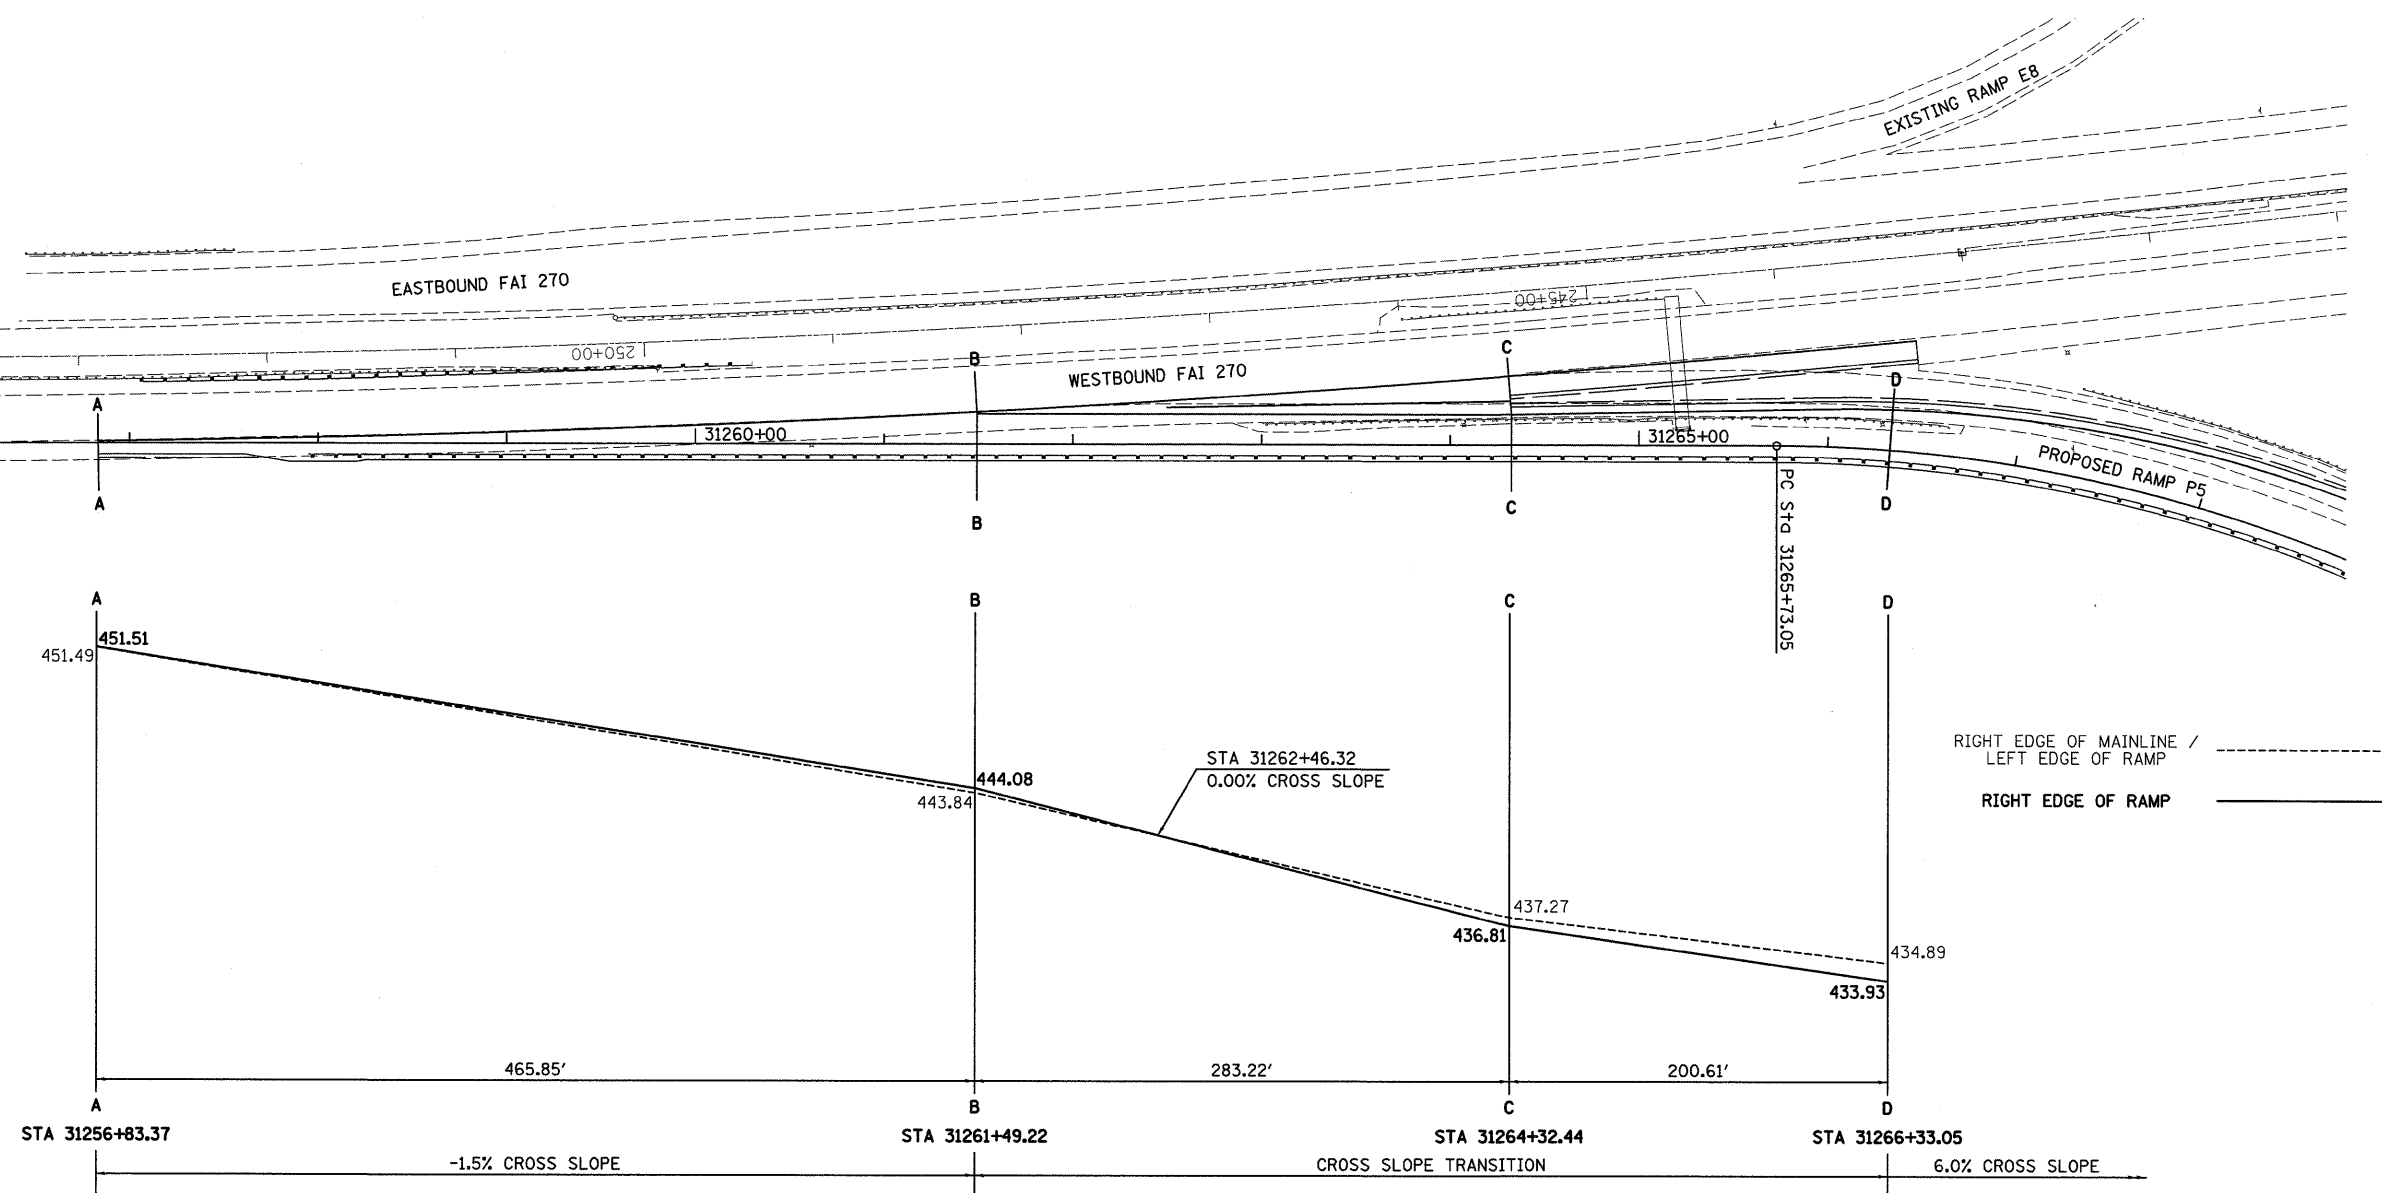 EXISTING RAMP E8
EASTBOUND FAI 270
245+00
250+00
B
C
WESTBOUND FAI 270
D
A
31260+00
31265+00
PROPOSED RAMP P5
A
B
C
D
PC Sta 31265+73.05
A
B
C
D
451.51
451.49
444.08
443.84
STA 31262+46.32
0.00% CROSS SLOPE
437.27
436.81
434.89
433.93
RIGHT EDGE OF MAINLINE /
LEFT EDGE OF RAMP
RIGHT EDGE OF RAMP
465.85'
283.22'
200.61'
A
B
C
D
STA 31256+83.37
STA 31261+49.22
STA 31264+32.44
STA 31266+33.05
-1.5% CROSS SLOPE
CROSS SLOPE TRANSITION
6.0% CROSS SLOPE